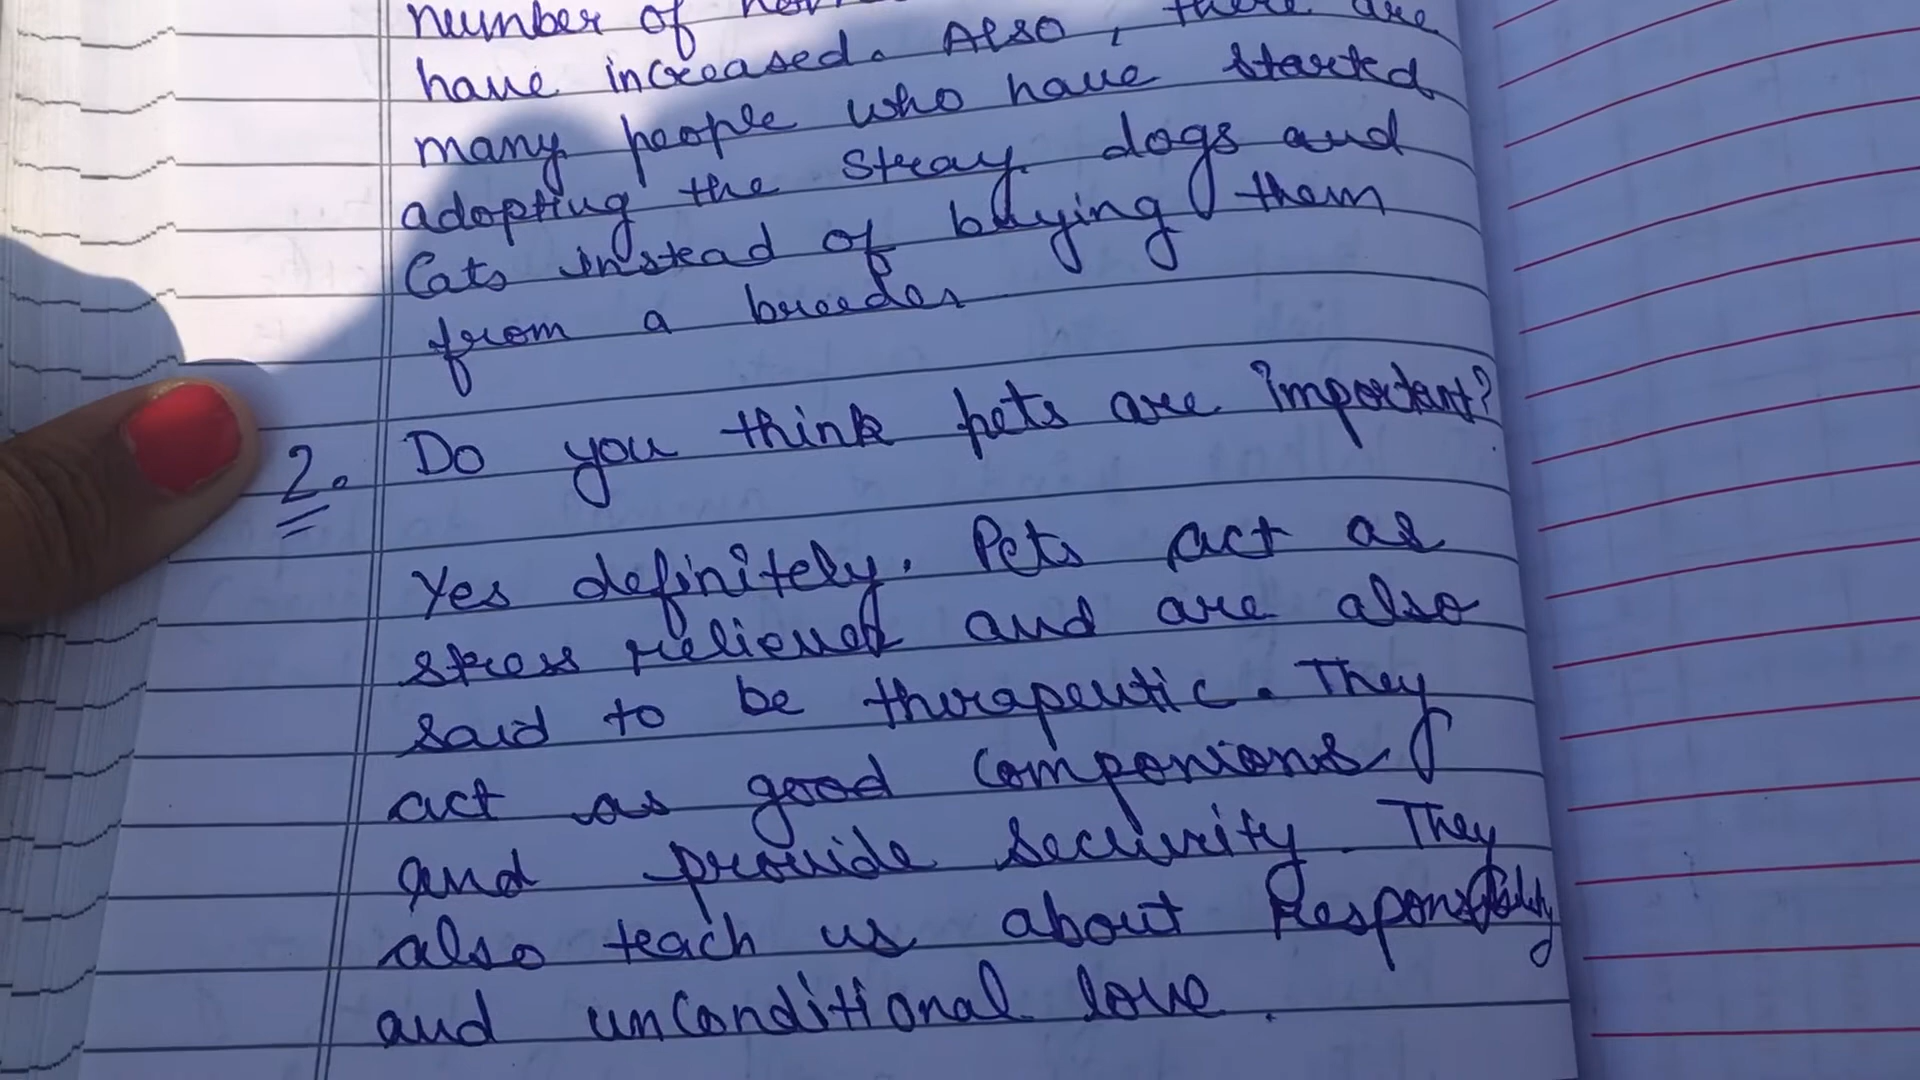 number of
have increased. Also, there are
many people who have started
adopting the stray dogs and
Cats instead of buying them
from a breeder
2. Do you think pets are important?
Yes definitely. Pets act as
stress reliever and are also
said to be therapeutic. They
act as good companions
and provide security. They
also teach us about Responsibility
and unconditional love.